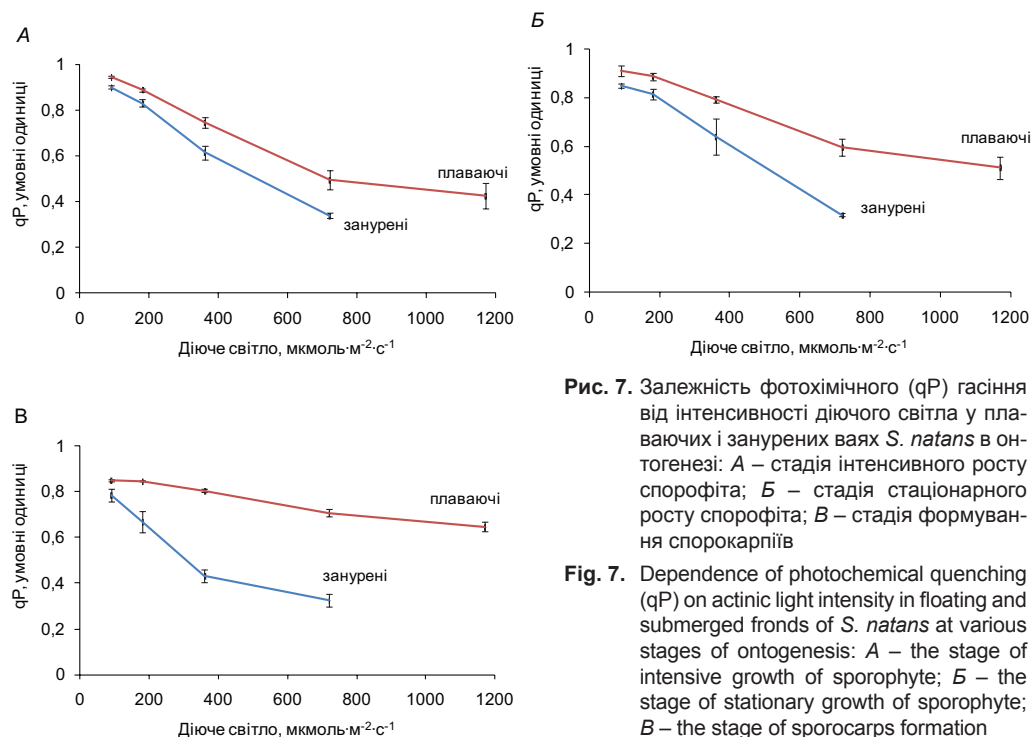 А
qP, умовні одиниці
1
0,8
0,6
0,4
0,2
0
0 200 400 600 800 1000 1200
плаваючі
занурені
Діюче світло, мкмоль·м⁻²·с⁻¹
Б
qP, умовні одиниці
1
0,8
0,6
0,4
0,2
0
0 200 400 600 800 1000 1200
плаваючі
занурені
Діюче світло, мкмоль·м⁻²·с⁻¹
В
qP, умовні одиниці
1
0,8
0,6
0,4
0,2
0
0 200 400 600 800 1000 1200
плаваючі
занурені
Діюче світло, мкмоль·м⁻²·с⁻¹
Рис. 7. Залежність фотохімічного (qP) гасіння
від інтенсивності діючого світла у пла-
ваючих і занурених ваях S. natans в он-
тогенезі: А – стадія інтенсивного росту
спорофіта; Б – стадія стаціонарного
росту спорофіта; В – стадія формуван-
ня спорокарпіїв
Fig. 7. Dependence of photochemical quenching
(qP) on actinic light intensity in floating and
submerged fronds of S. natans at various
stages of ontogenesis: А – the stage of
intensive growth of sporophyte; Б – the
stage of stationary growth of sporophyte;
В – the stage of sporocarps formation